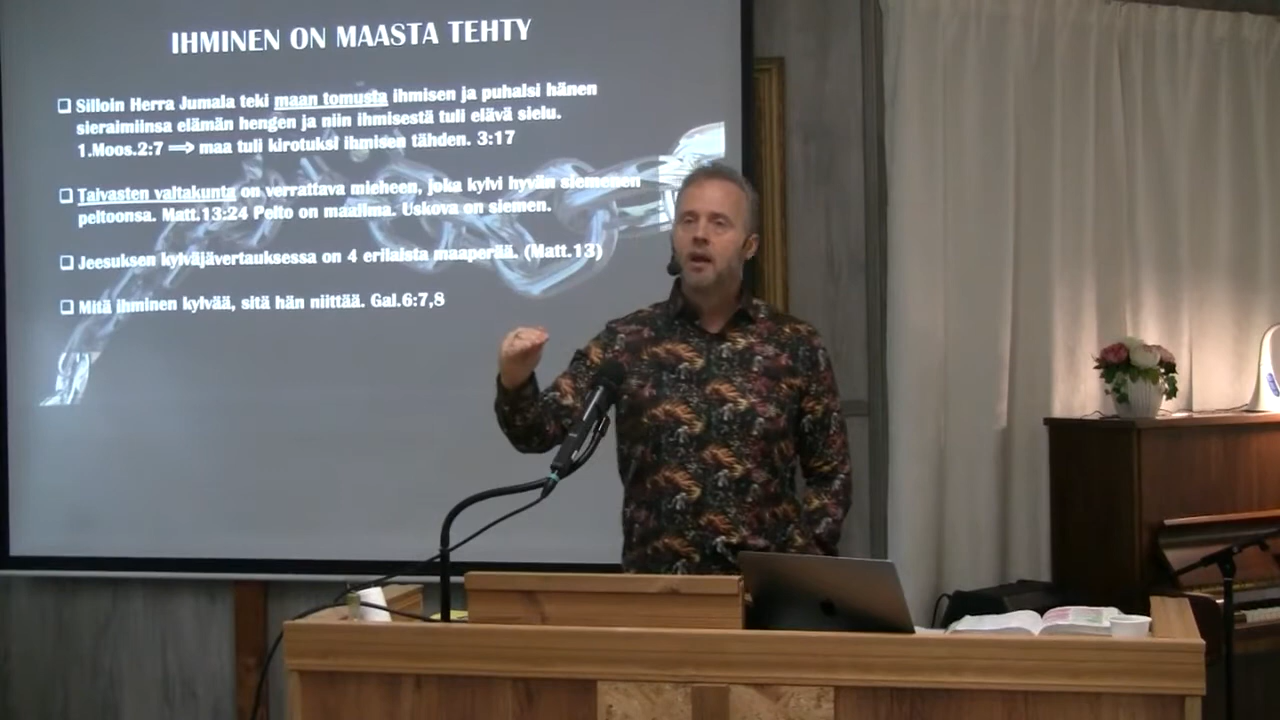 IHMINEN ON MAASTA TEHTY
❑ Silloin Herra Jumala teki maan tomusta ihmisen ja puhalsi hänen
sieraimiinsa elämän hengen ja niin ihmisestä tuli elävä sielu.
1.Moos.2:7 ⟹ maa tuli kirotuksi ihmisen tähden. 3:17
❑ Taivasten valtakunta on verrattava mieheen, joka kylvi hyvän siemenen
peltoonsa. Matt.13:24 Pelto on maailma. Uskova on siemen.
❑ Jeesuksen kylväjävertauksessa on 4 erilaista maaperää. (Matt.13)
❑ Mitä ihminen kylvää, sitä hän niittää. Gal.6:7,8